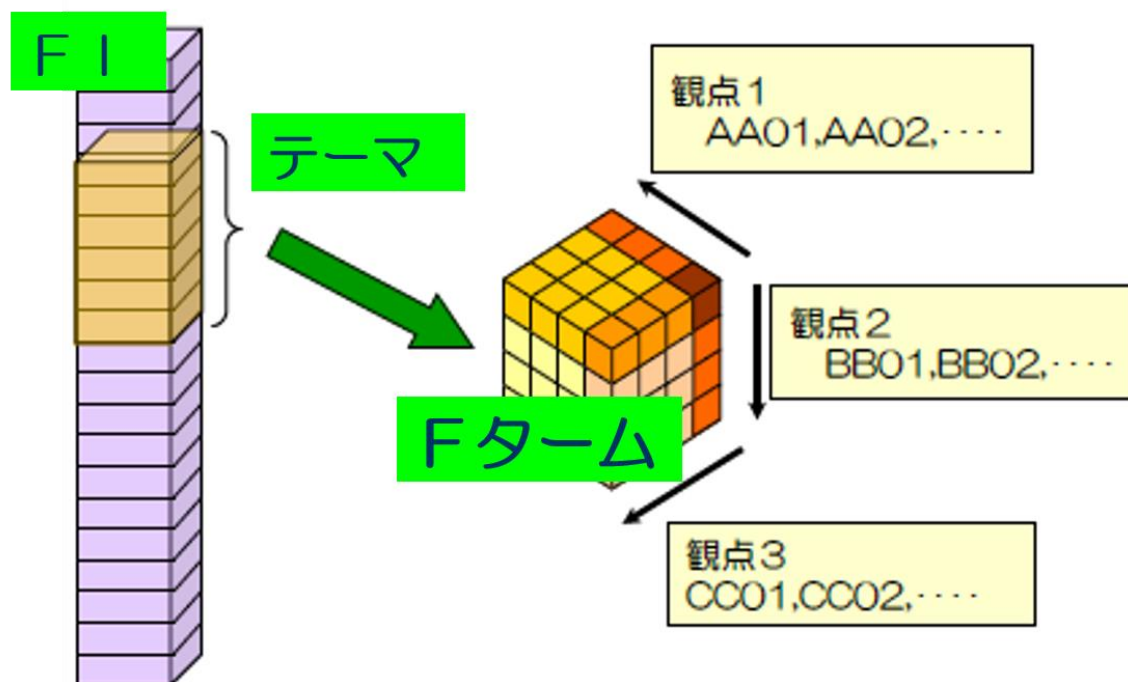 ＦＩ
テーマ
Ｆターム
観点１
AA01,AA02,‥‥
観点２
BB01,BB02,‥‥
観点３
CC01,CC02,‥‥